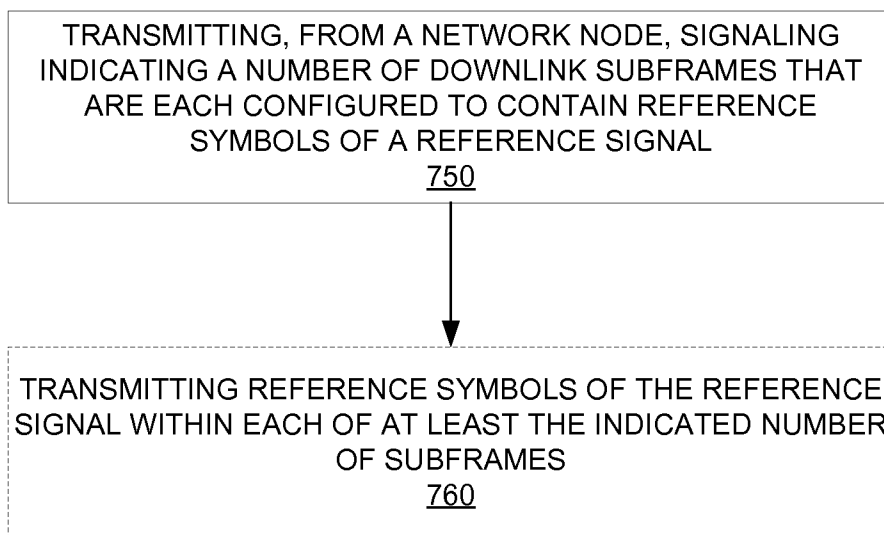 TRANSMITTING, FROM A NETWORK NODE, SIGNALING
INDICATING A NUMBER OF DOWNLINK SUBFRAMES THAT
ARE EACH CONFIGURED TO CONTAIN REFERENCE
SYMBOLS OF A REFERENCE SIGNAL
750
TRANSMITTING REFERENCE SYMBOLS OF THE REFERENCE
SIGNAL WITHIN EACH OF AT LEAST THE INDICATED NUMBER
OF SUBFRAMES
760